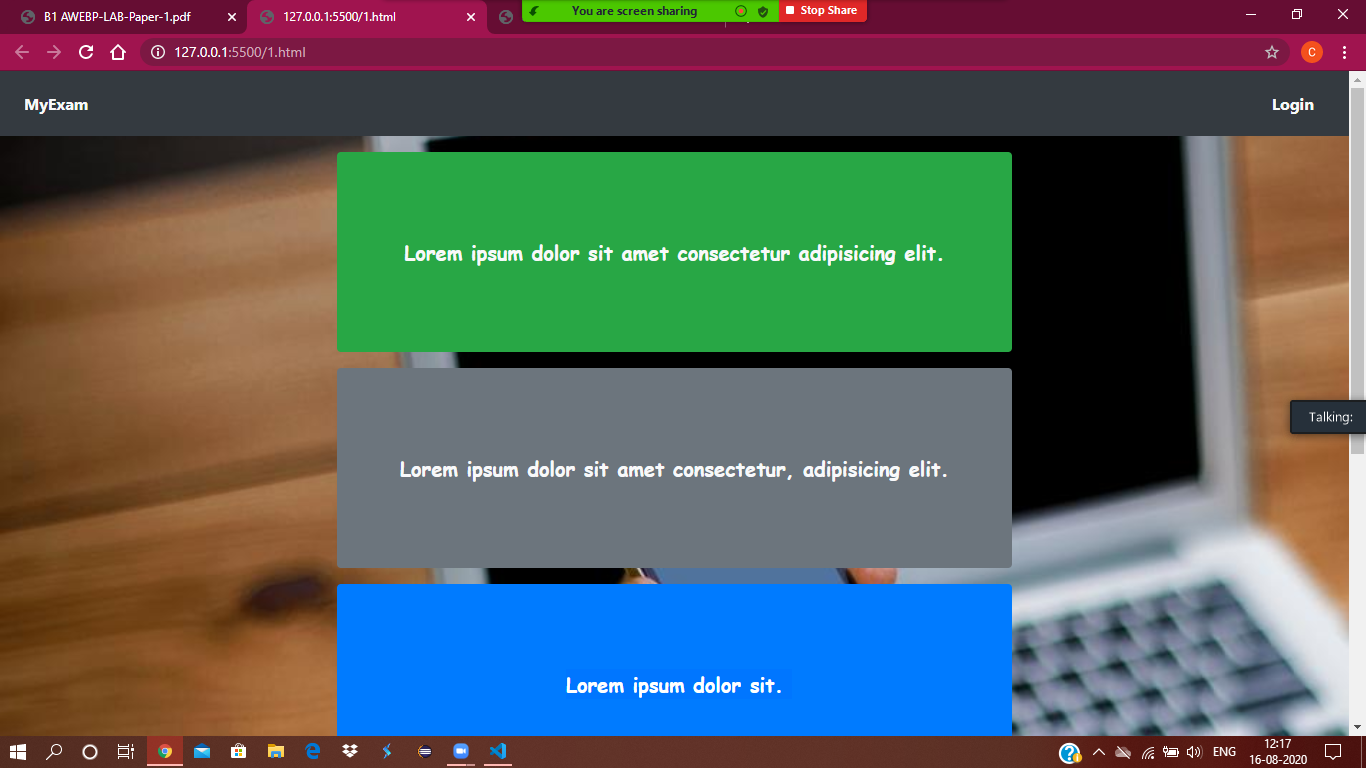 B1 AWEBP-LAB-Paper-1.pdf
127.0.0.1:5500/1.html
You are screen sharing
Stop Share
127.0.0.1:5500/1.html
C
MyExam
Login
Lorem ipsum dolor sit amet consectetur adipisicing elit.
Lorem ipsum dolor sit amet consectetur, adipisicing elit.
Talking:
Lorem ipsum dolor sit.
ENG
12:17
16-08-2020